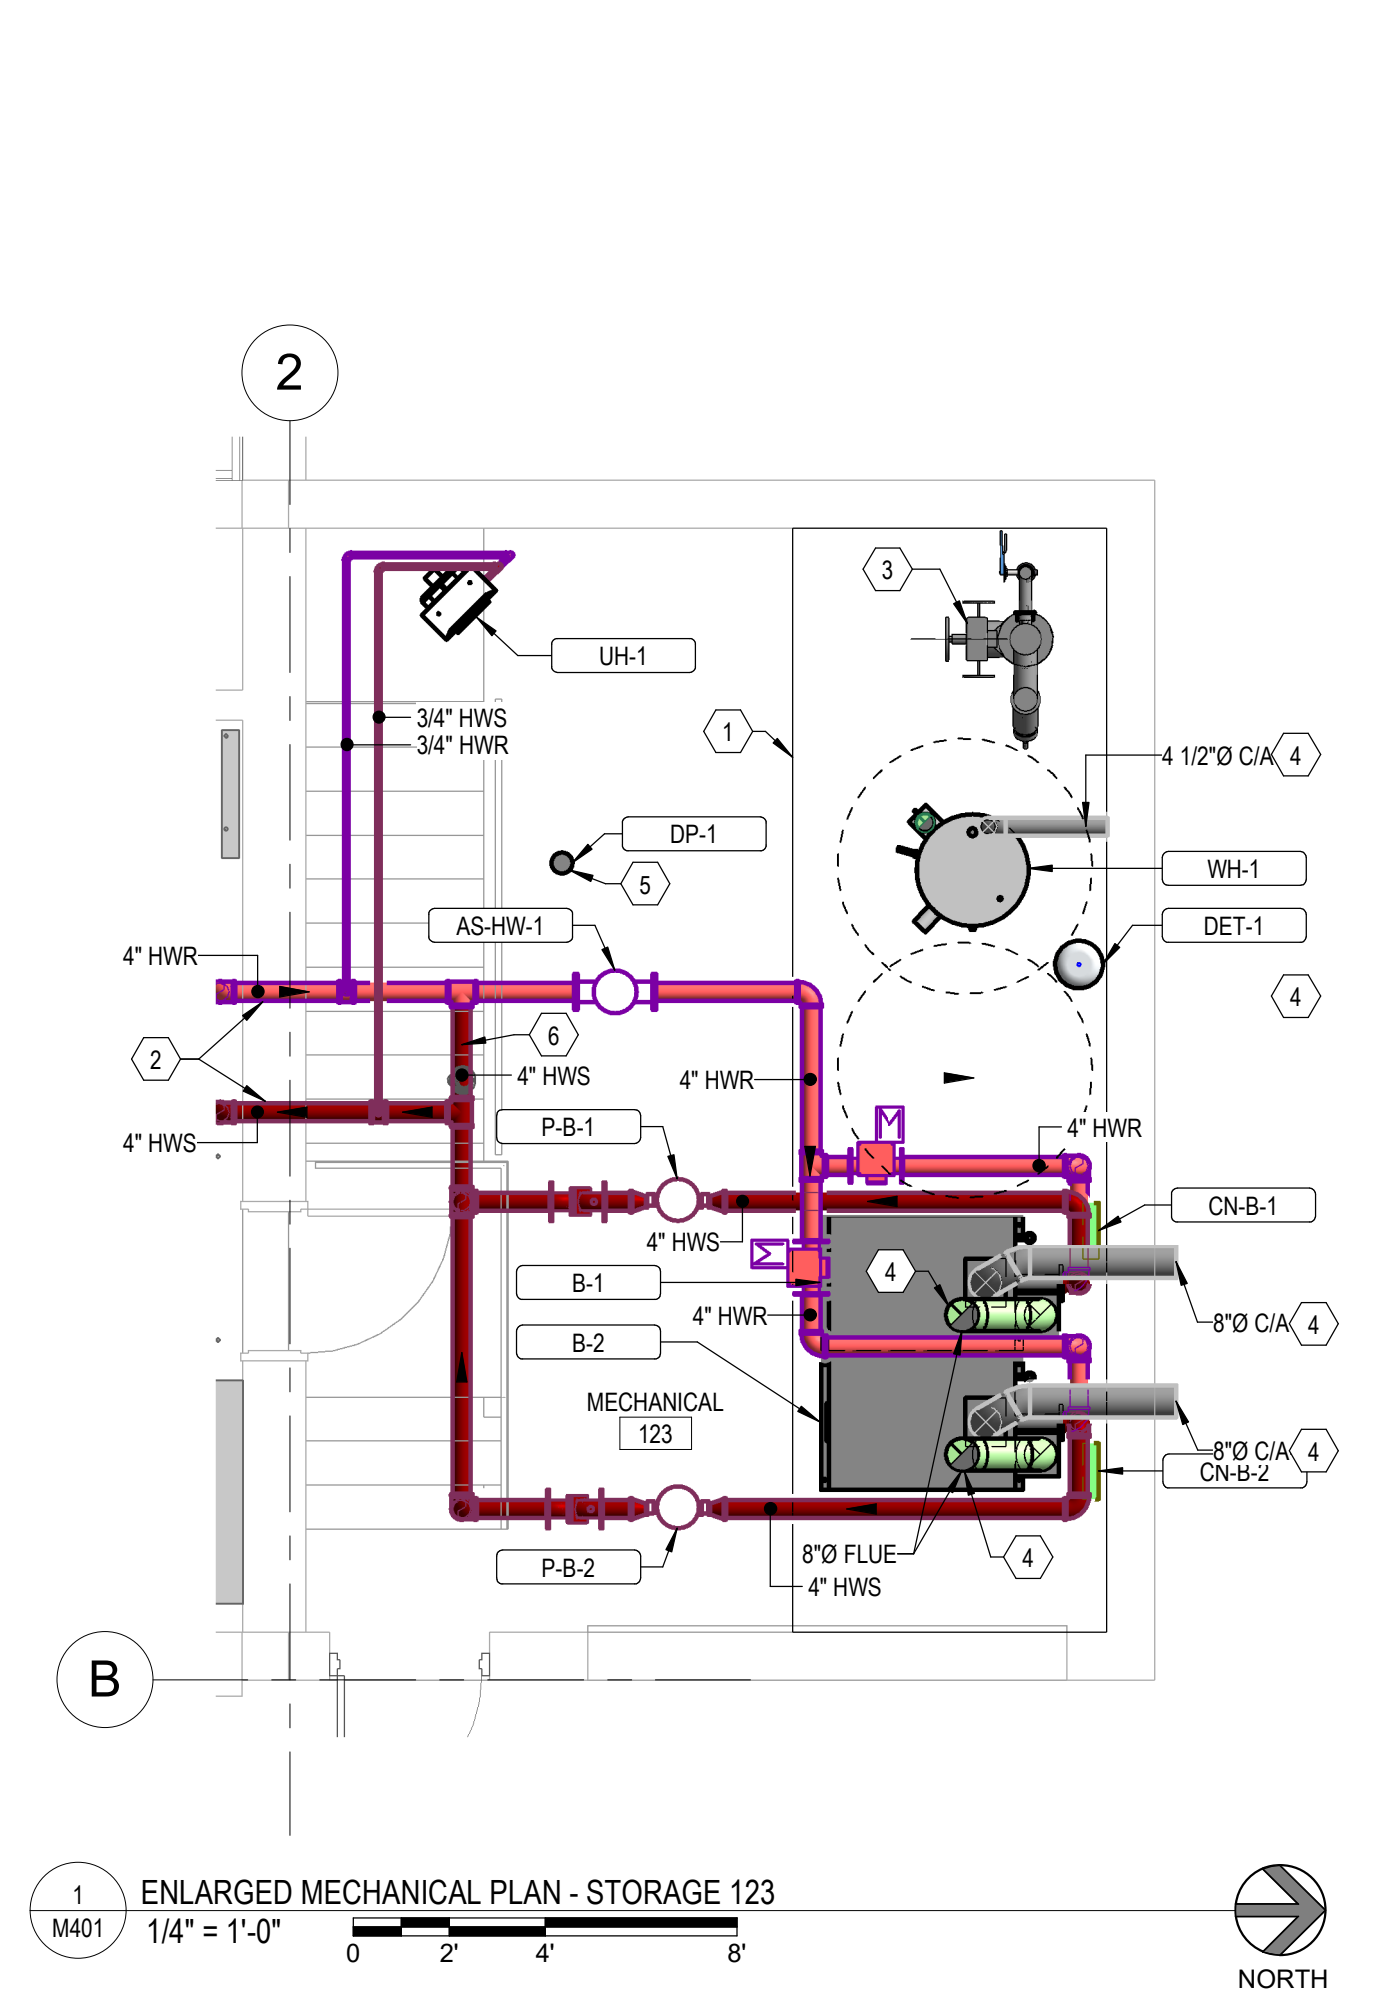 2
3
UH-1
3/4" HWS
3/4" HWR
1
4 1/2"Ø C/A
4
DP-1
5
WH-1
AS-HW-1
DET-1
4" HWR
4
2
6
4" HWS
4" HWR
4" HWS
P-B-1
4" HWR
M
CN-B-1
4" HWS
M
B-1
4
4" HWR
8"Ø C/A
4
B-2
MECHANICAL
123
8"Ø C/A
4
CN-B-2
8"Ø FLUE
4
P-B-2
4" HWS
B
1
M401
ENLARGED MECHANICAL PLAN - STORAGE 123
1/4" = 1'-0"
0 2' 4' 8'
NORTH